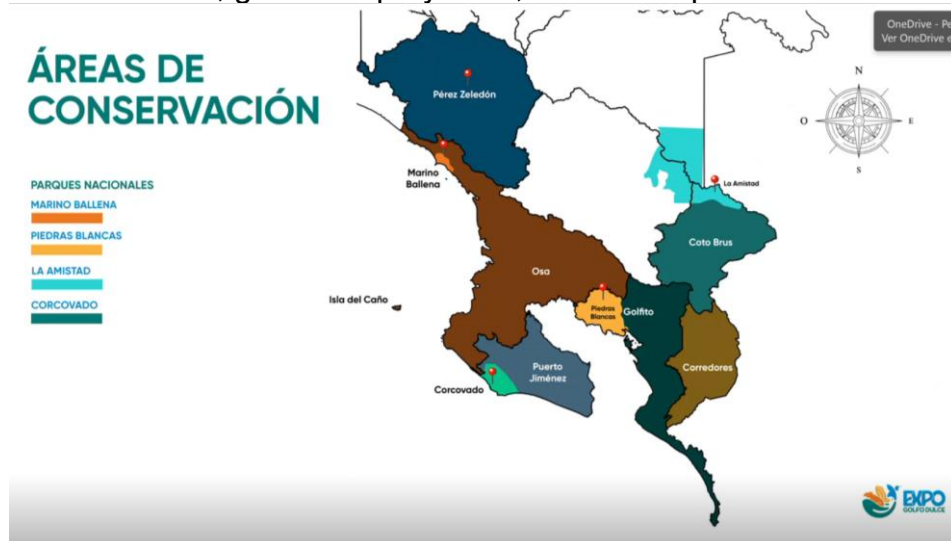 OneDrive - Pe
Ver OneDrive e
ÁREAS DE
CONSERVACIÓN
PARQUES NACIONALES
MARINO BALLENA
PIEDRAS BLANCAS
LA AMISTAD
CORCOVADO
N
O
E
S
Pérez Zeledón
Marino
Ballena
La Amistad
Coto Brus
Osa
Isla del Caño
Piedras
Blancas
Golfito
Puerto
Jiménez
Corredores
Corcovado
EXPO
GOLFO DULCE